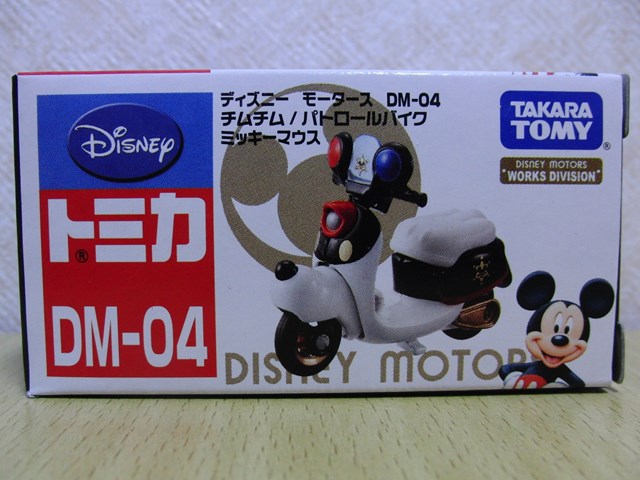 Disney
トミカ
®
DM-04
ディズニー モータース DM-04
チムチム/パトロールバイク
ミッキーマウス
TAKARA
TOMY
®
DISNEY MOTORS
"WORKS DIVISION"
DISNEY MOTORS